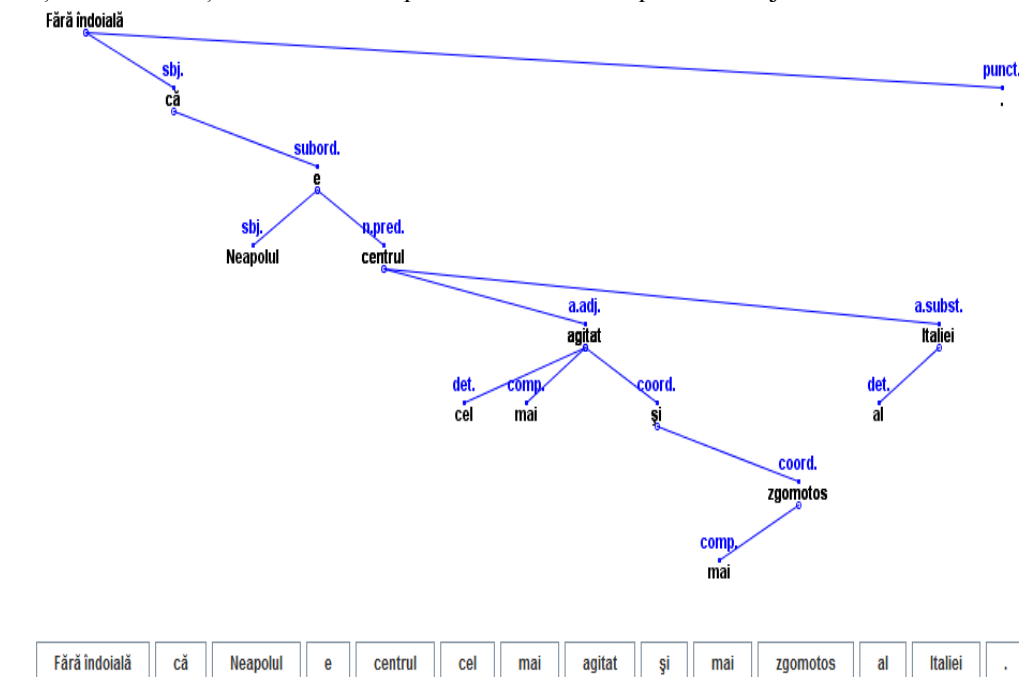 Fără îndoială
sbj. punct.
că .
subord.
e
sbj. n.pred.
Neapolul centrul
a.adj. a.subst.
agitat Italiei
det. comp. coord. det.
cel mai şi al
coord.
zgomotos
comp.
mai
Fără îndoială că Neapolul e centrul cel mai agitat şi mai zgomotos al Italiei .